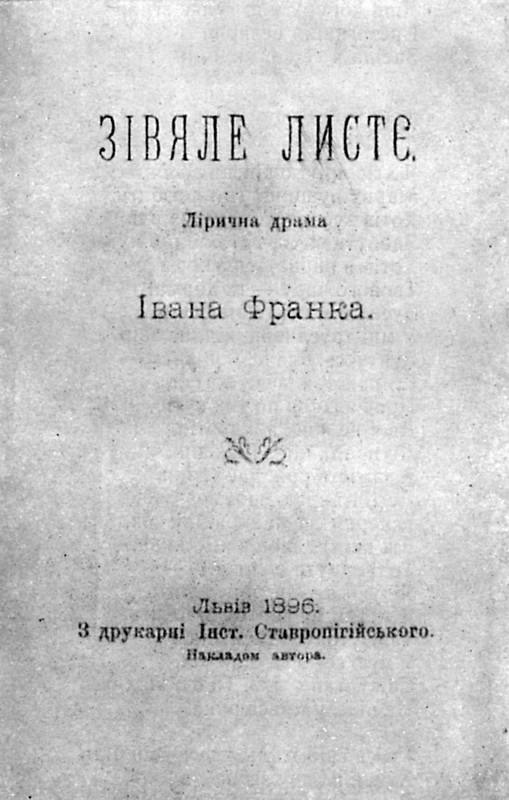 ЗІВЯЛЕ ЛИСТЄ.
Лірична драма
Івана Франка.
Львів 1896.
З друкарні Інст. Ставропігійського.
Накладом автора.